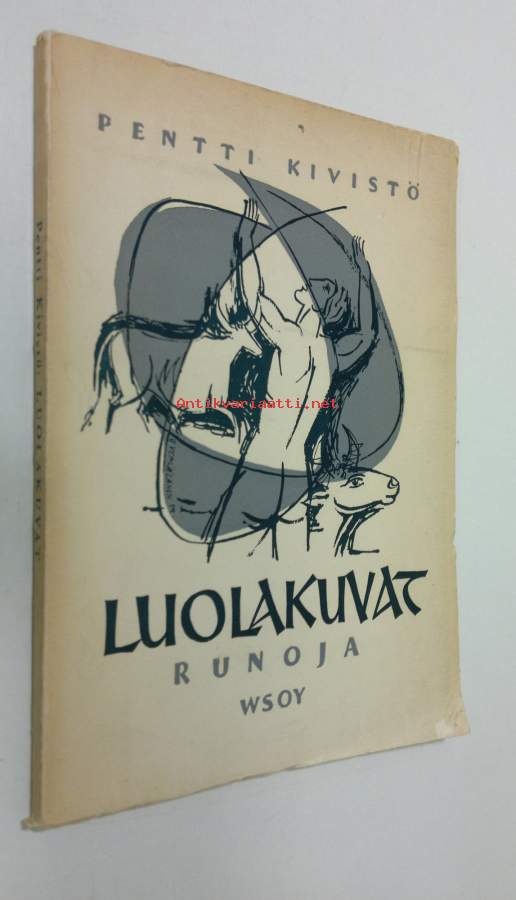 PENTTI KIVISTÖ
Antikvariaatti.net
LUOLAKUVAT
RUNOJA
WSOY
Pentti Kivistö: LUOLAKUVAT